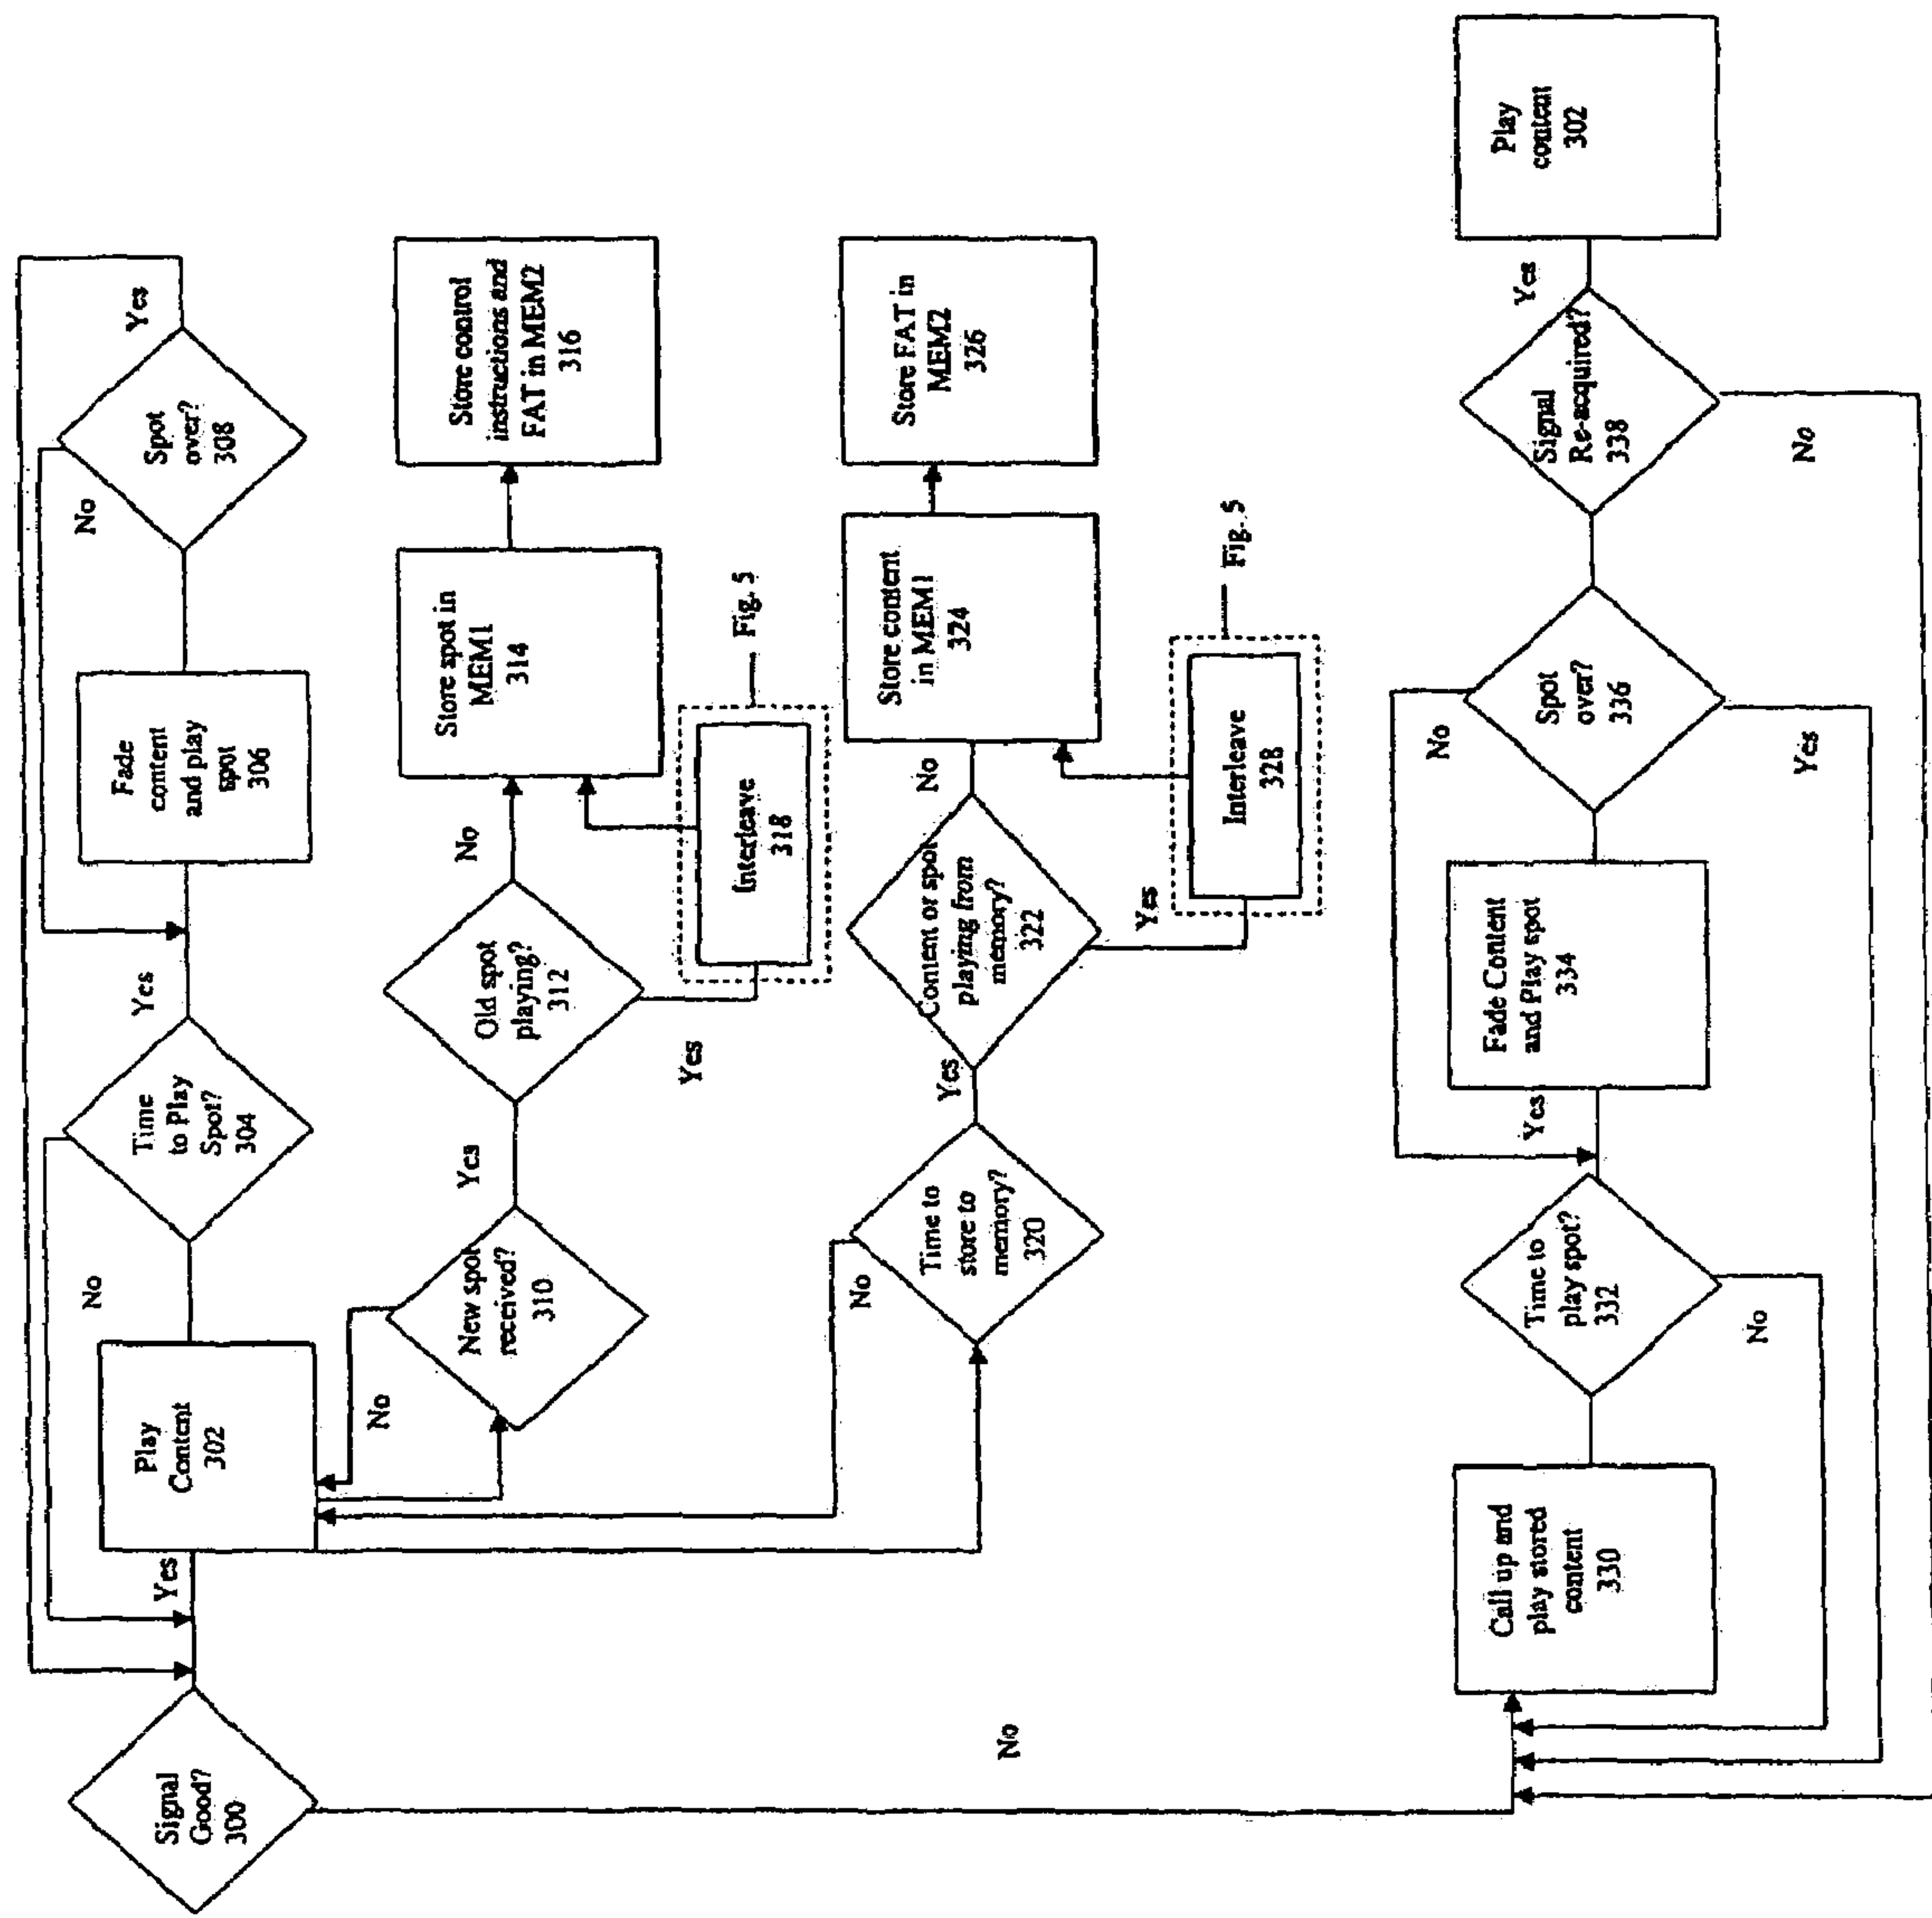 Signal
Good?
300
Yes
Play
Content
302
No
Time
to Play
Spot?
304
Yes
Fade
content
and play
spot
306
No
Spot
over?
308
Yes
No
New spot
received?
310
Yes
Old spot
playing?
312
No
Store spot in
MEM1
314
Store control
instructions and
FAT in MEM2
316
Yes
Interleave
318
Fig. 5
No
Time to
store to
memory?
320
Yes
Content or spot
playing from
memory?
322
No
Store content
in MEM1
324
Store FAT in
MEM2
326
Yes
Interleave
328
Fig. 5
No
Call up and
play stored
content
330
Time to
play spot?
332
No
Yes
Fade Content
and Play spot
334
No
Spot
over?
336
Yes
Signal
Re-acquired?
338
No
Yes
Play
content
302